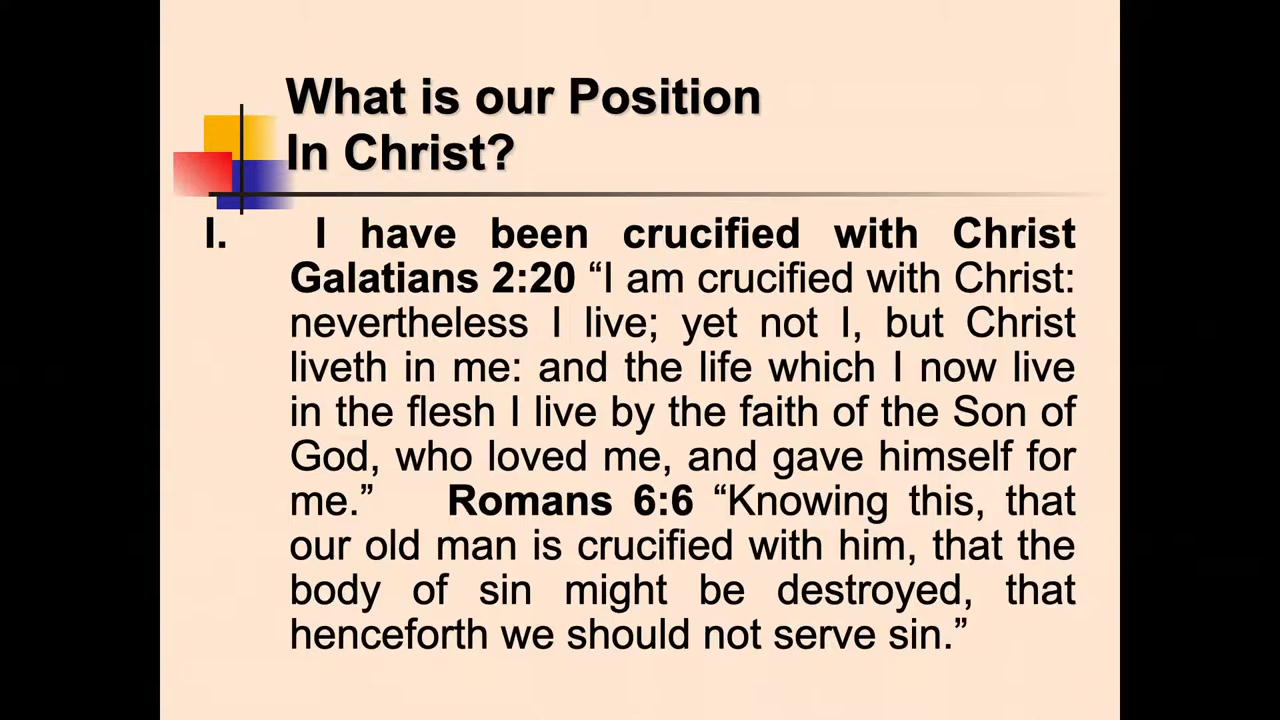 What is our Position
In Christ?
I. I have been crucified with Christ
Galatians 2:20 “I am crucified with Christ:
nevertheless I live; yet not I, but Christ
liveth in me: and the life which I now live
in the flesh I live by the faith of the Son of
God, who loved me, and gave himself for
me.” Romans 6:6 “Knowing this, that
our old man is crucified with him, that the
body of sin might be destroyed, that
henceforth we should not serve sin.”